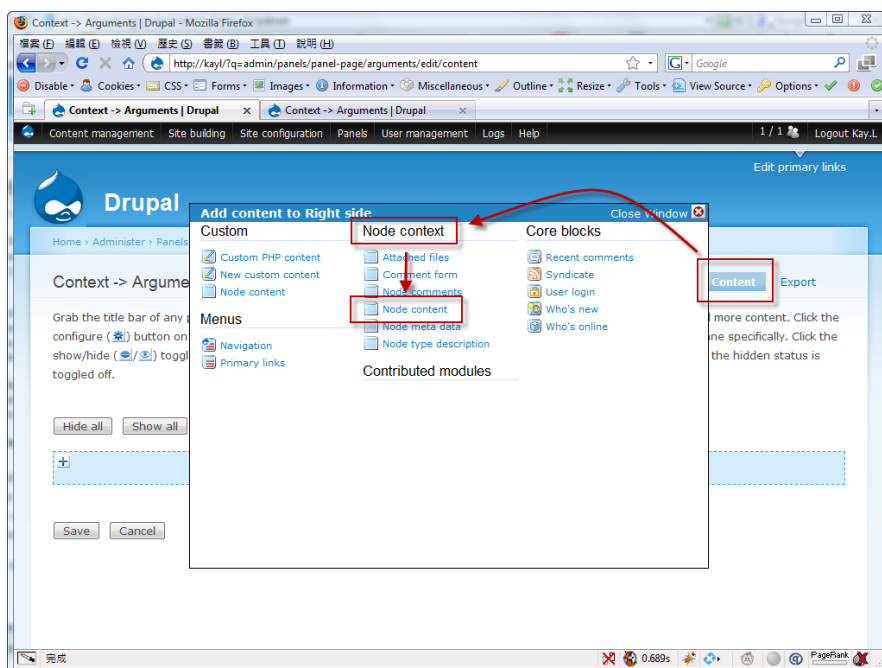 Context -> Arguments | Drupal - Mozilla Firefox
檔案(F) 編輯(E) 檢視(V) 歷史(S) 書籤(B) 工具(T) 說明(H)
http://kayl/?q=admin/panels/panel-page/arguments/edit/content
Google
Disable Cookies CSS Forms Images Information Miscellaneous Outline Resize Tools View Source Options
Context -> Arguments | Drupal
Context -> Arguments | Drupal
Content management Site building Site configuration Panels User management Logs Help 1 / 1 Logout Kay.L
Edit primary links
Drupal
Home › Administer › Panels
Add content to Right side
Close Window
Custom
Custom PHP content
New custom content
Node content
Menus
Navigation
Primary links
Node context
Attached files
Comment form
Node comments
Node content
Node meta data
Node type description
Contributed modules
Core blocks
Recent comments
Syndicate
User login
Who's new
Who's online
Context -> Argume
Content Export
Grab the title bar of any more content. Click the
configure ( ) button on ne specifically. Click the
show/hide ( / ) toggl the hidden status is
toggled off.
Hide all Show all
Save Cancel
完成
0.689s
PageRank